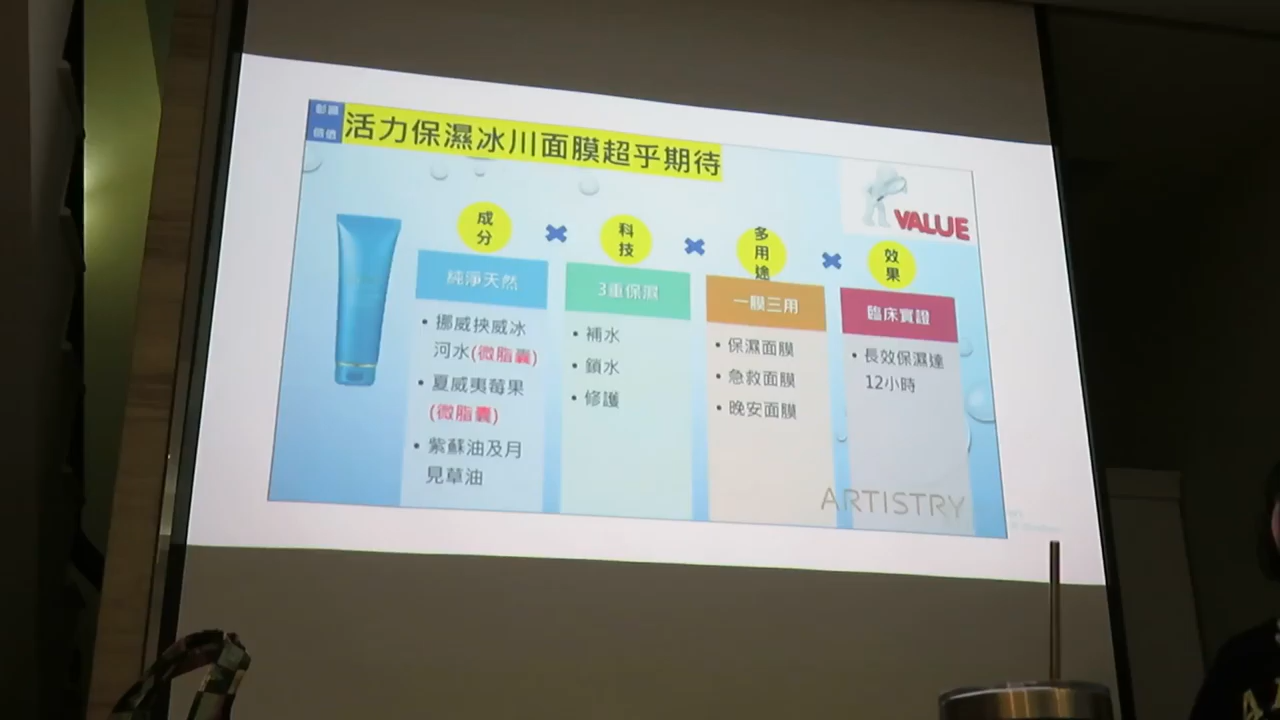 彰顯
價值
活力保濕冰川面膜超乎期待
VALUE
成
分
科
技
多
用
途
效
果
純淨天然
3重保濕
一膜三用
臨床實證
• 挪威挾威冰
河水(微脂囊)
• 夏威夷莓果
(微脂囊)
• 紫蘇油及月
見草油
• 補水
• 鎖水
• 修護
• 保濕面膜
• 急救面膜
• 晚安面膜
• 長效保濕達
12小時
ARTISTRY